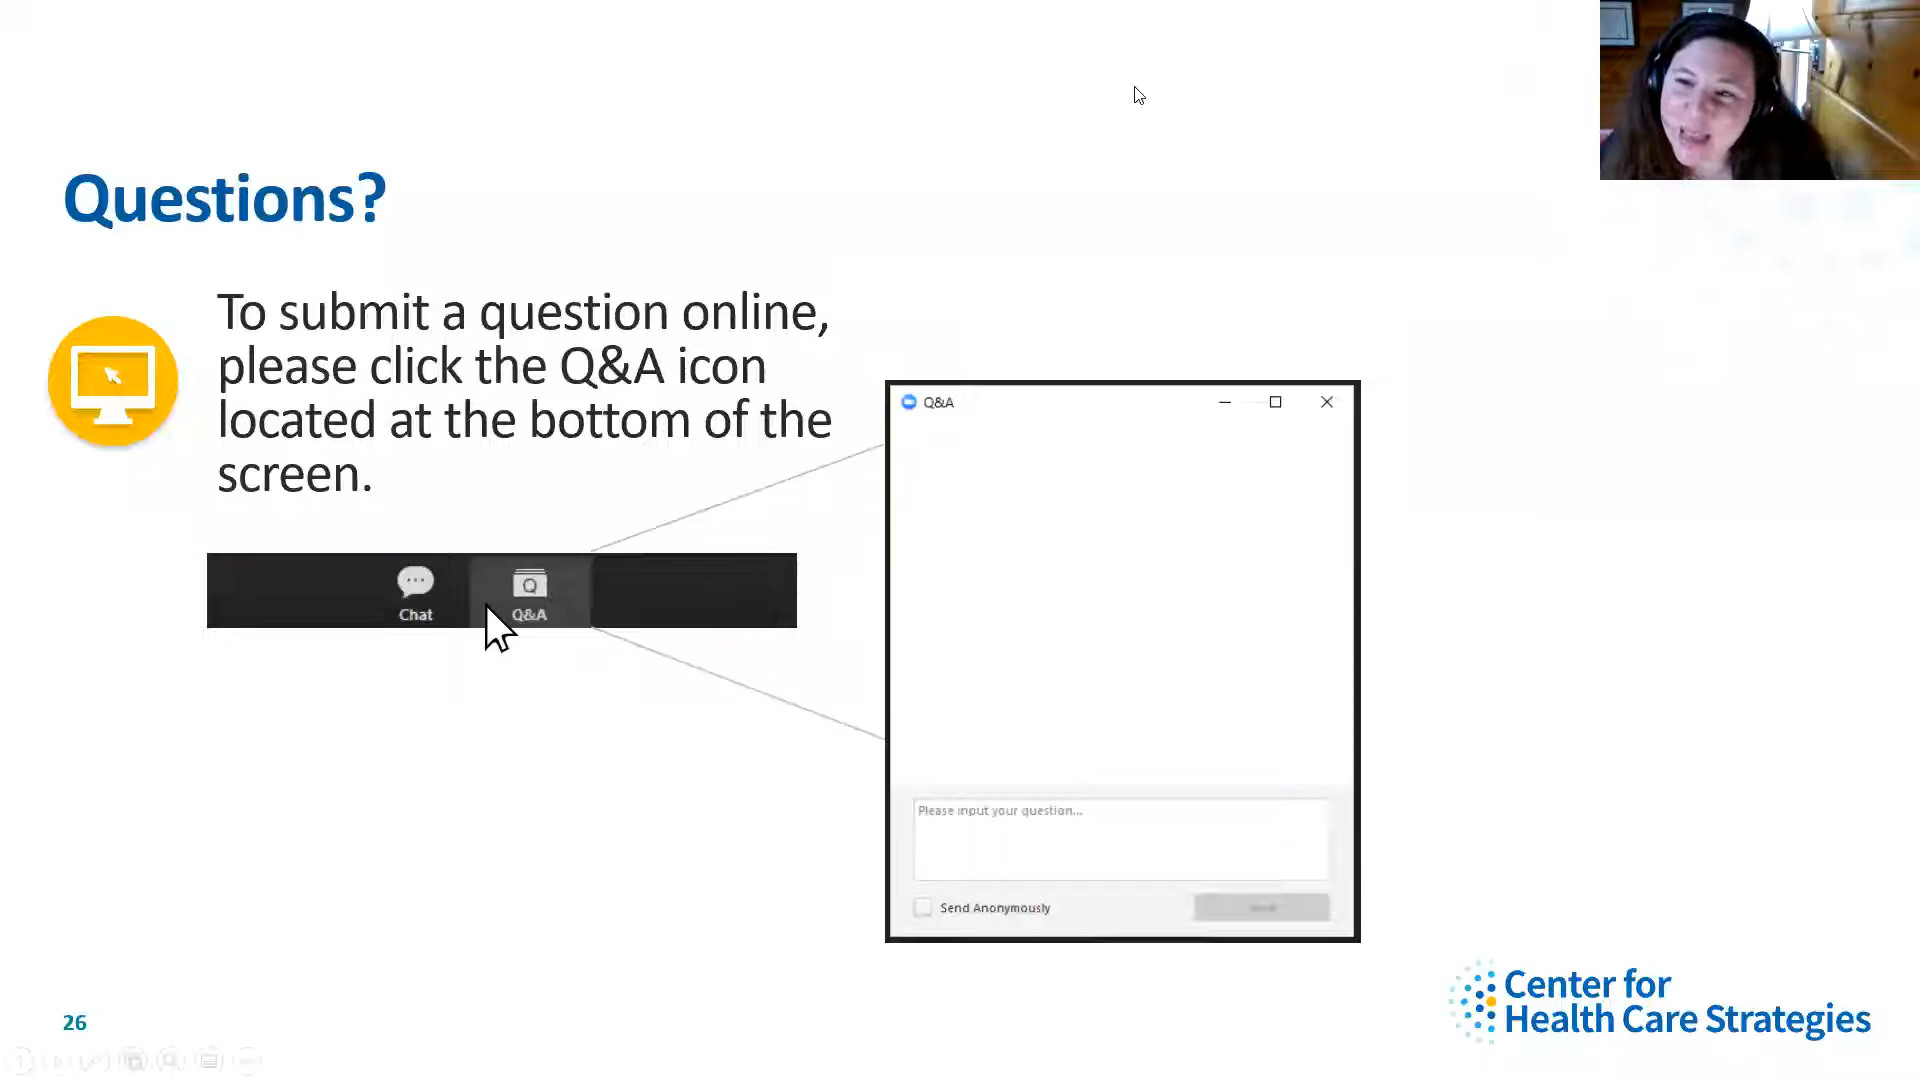 Questions?
To submit a question online,
please click the Q&A icon
located at the bottom of the
screen.
Chat
Q
Q&A
Q&A
Please input your question...
Send Anonymously
Center for
Health Care Strategies
26